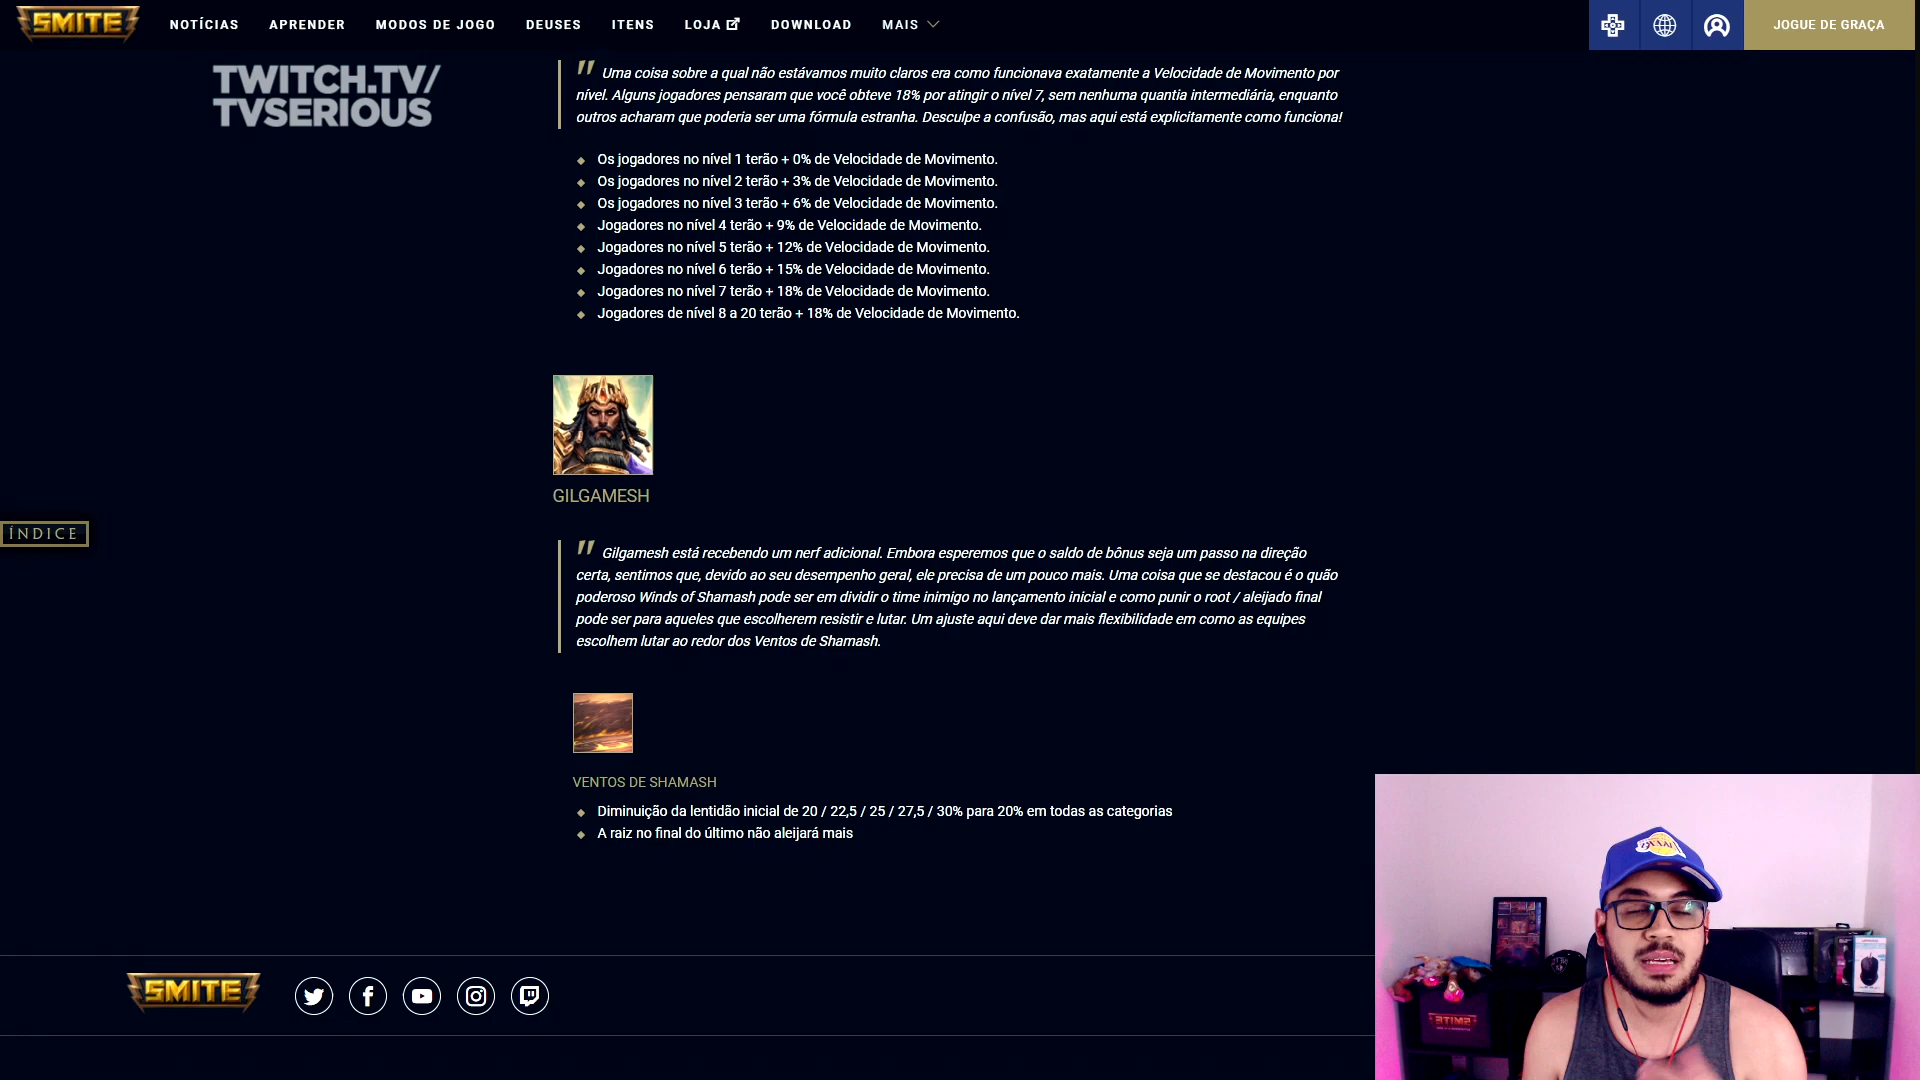 SMITE
NOTÍCIAS APRENDER MODOS DE JOGO DEUSES ITENS LOJA DOWNLOAD MAIS JOGUE DE GRAÇA
TWITCH.TV/
TVSERIOUS
Uma coisa sobre a qual não estávamos muito claros era como funcionava exatamente a Velocidade de Movimento por
nível. Alguns jogadores pensaram que você obteve 18% por atingir o nível 7, sem nenhuma quantia intermediária, enquanto
outros acharam que poderia ser uma fórmula estranha. Desculpe a confusão, mas aqui está explicitamente como funciona!
Os jogadores no nível 1 terão + 0% de Velocidade de Movimento.
Os jogadores no nível 2 terão + 3% de Velocidade de Movimento.
Os jogadores no nível 3 terão + 6% de Velocidade de Movimento.
Jogadores no nível 4 terão + 9% de Velocidade de Movimento.
Jogadores no nível 5 terão + 12% de Velocidade de Movimento.
Jogadores no nível 6 terão + 15% de Velocidade de Movimento.
Jogadores no nível 7 terão + 18% de Velocidade de Movimento.
Jogadores de nível 8 a 20 terão + 18% de Velocidade de Movimento.
GILGAMESH
ÍNDICE
Gilgamesh está recebendo um nerf adicional. Embora esperemos que o saldo de bônus seja um passo na direção
certa, sentimos que, devido ao seu desempenho geral, ele precisa de um pouco mais. Uma coisa que se destacou é o quão
poderoso Winds of Shamash pode ser em dividir o time inimigo no lançamento inicial e como punir o root / aleijado final
pode ser para aqueles que escolherem resistir e lutar. Um ajuste aqui deve dar mais flexibilidade em como as equipes
escolhem lutar ao redor dos Ventos de Shamash.
VENTOS DE SHAMASH
Diminuição da lentidão inicial de 20 / 22,5 / 25 / 27,5 / 30% para 20% em todas as categorias
A raiz no final do último não aleijará mais
SMITE